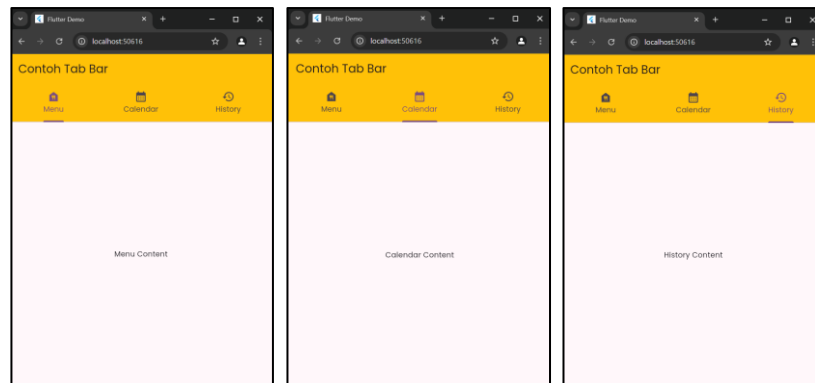 Flutter Demo
localhost:50616
Contoh Tab Bar
Menu
Calendar
History
Menu Content
Flutter Demo
localhost:50616
Contoh Tab Bar
Menu
Calendar
History
Calendar Content
Flutter Demo
localhost:50616
Contoh Tab Bar
Menu
Calendar
History
History Content